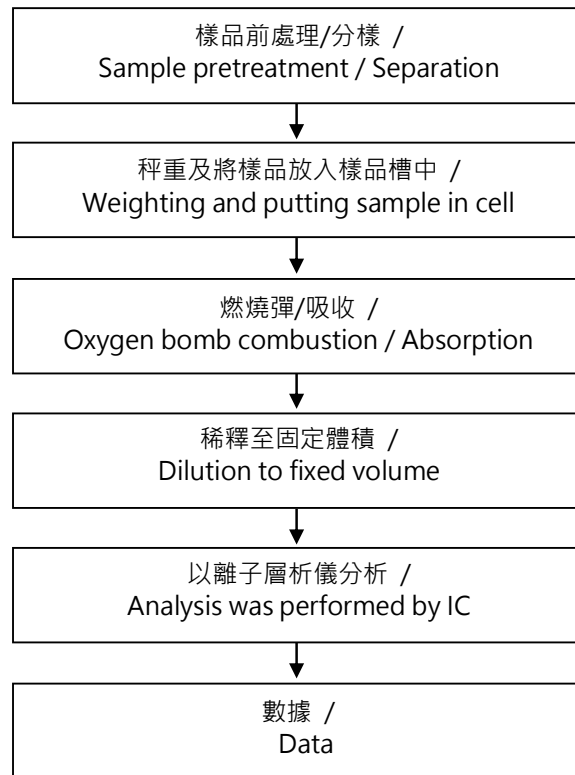 樣品前處理/分樣 /
Sample pretreatment / Separation
秤重及將樣品放入樣品槽中 /
Weighting and putting sample in cell
燃燒彈/吸收 /
Oxygen bomb combustion / Absorption
稀釋至固定體積 /
Dilution to fixed volume
以離子層析儀分析 /
Analysis was performed by IC
數據 /
Data